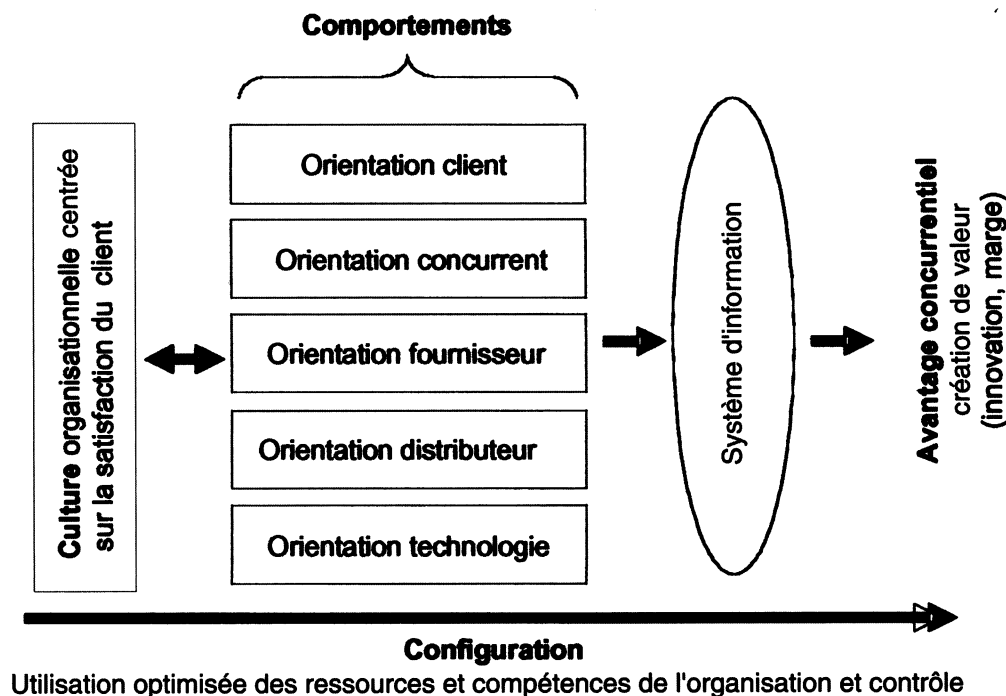 Comportements
Culture organisationnelle centrée
sur la satisfaction du client
Orientation client
Orientation concurrent
Orientation fournisseur
Orientation distributeur
Orientation technologie
Système d'information
Avantage concurrentiel
création de valeur
(innovation, marge)
Configuration
Utilisation optimisée des ressources et compétences de l'organisation et contrôle